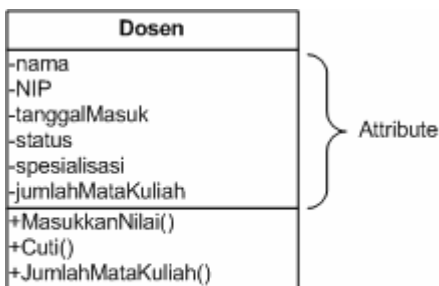 Dosen
-nama
-NIP
-tanggalMasuk
-status
-spesialisasi
-jumlahMataKuliah
Attribute
+MasukkanNilai()
+Cuti()
+JumlahMataKuliah()